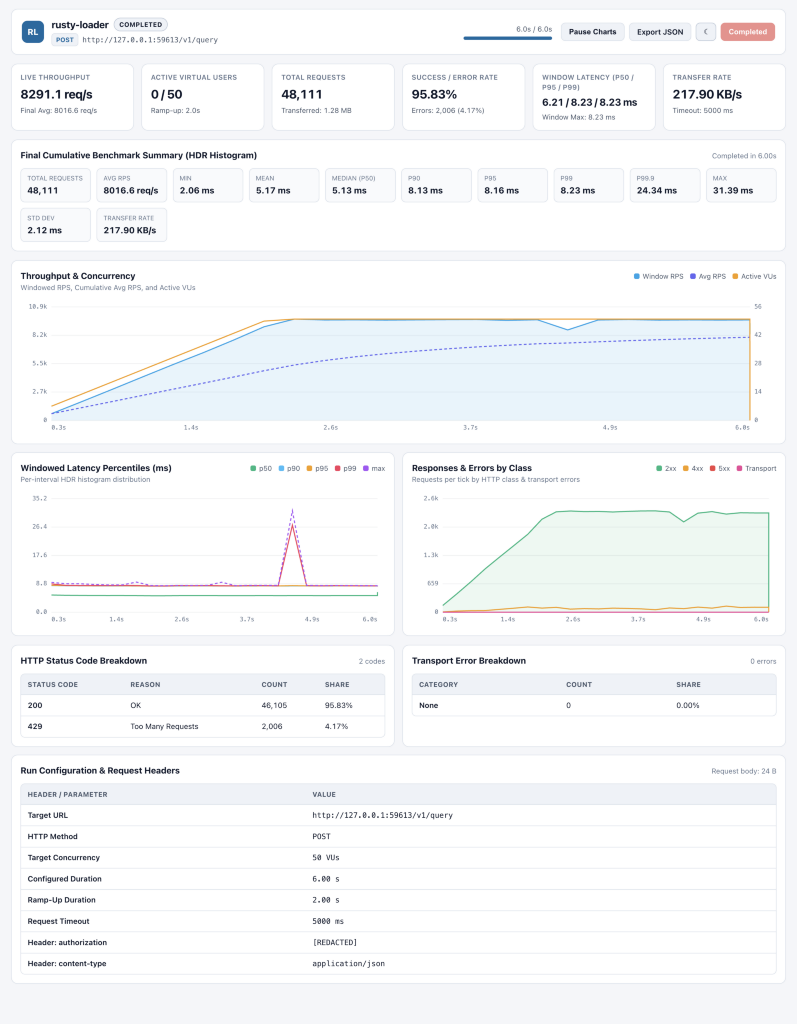 RL
rusty-loader
COMPLETED
POST http://127.0.0.1:59613/v1/query
6.0s / 6.0s
Pause Charts
Export JSON
☾
Completed
LIVE THROUGHPUT
8291.1 req/s
Final Avg: 8016.6 req/s
ACTIVE VIRTUAL USERS
0 / 50
Ramp-up: 2.0s
TOTAL REQUESTS
48,111
Transferred: 1.28 MB
SUCCESS / ERROR RATE
95.83%
Errors: 2,006 (4.17%)
WINDOW LATENCY (P50 /
P95 / P99)
6.21 / 8.23 / 8.23 ms
Window Max: 8.23 ms
TRANSFER RATE
217.90 KB/s
Timeout: 5000 ms
Final Cumulative Benchmark Summary (HDR Histogram)
Completed in 6.00s
TOTAL REQUESTS
48,111
AVG RPS
8016.6 req/s
MIN
2.06 ms
MEAN
5.17 ms
MEDIAN (P50)
5.13 ms
P90
8.13 ms
P95
8.16 ms
P99
8.23 ms
P99.9
24.34 ms
MAX
31.39 ms
STD DEV
2.12 ms
TRANSFER RATE
217.90 KB/s
Throughput & Concurrency
Windowed RPS, Cumulative Avg RPS, and Active VUs
Window RPS Avg RPS Active VUs
10.9k
8.2k
5.5k
2.7k
0
56
42
28
14
0
0.3s 1.4s 2.6s 3.7s 4.9s 6.0s
Windowed Latency Percentiles (ms)
Per-interval HDR histogram distribution
p50 p90 p95 p99 max
35.2
26.4
17.6
8.8
0.0
0.3s 1.4s 2.6s 3.7s 4.9s 6.0s
Responses & Errors by Class
Requests per tick by HTTP class & transport errors
2xx 4xx 5xx Transport
2.6k
2.0k
1.3k
659
0
0.3s 1.4s 2.6s 3.7s 4.9s 6.0s
HTTP Status Code Breakdown
2 codes
STATUS CODE REASON COUNT SHARE
200 OK 46,105 95.83%
429 Too Many Requests 2,006 4.17%
Transport Error Breakdown
0 errors
CATEGORY COUNT SHARE
None 0 0.00%
Run Configuration & Request Headers
Request body: 24 B
HEADER / PARAMETER VALUE
Target URL http://127.0.0.1:59613/v1/query
HTTP Method POST
Target Concurrency 50 VUs
Configured Duration 6.00 s
Ramp-Up Duration 2.00 s
Request Timeout 5000 ms
Header: authorization [REDACTED]
Header: content-type application/json